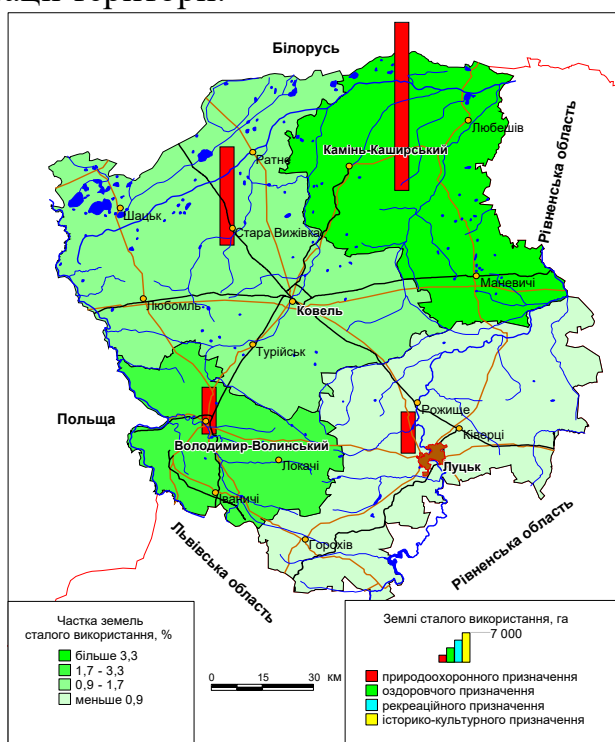 ації території.
Білорусь
Любешів
Камінь-Каширський
Ратне
Рівненська область
Шацьк
Стара Вижівка
Маневичі
Любомль
Ковель
Турійськ
Польща
Рожище
Володимир-Волинський
Ківерці
Локачі
Луцьк
Іваничі
Горохів
Львівська область
Рівненська область
Частка земель
сталого використання, %
більше 3,3
1,7 - 3,3
0,9 - 1,7
меньше 0,9
0 15 30 км
Землі сталого використання, га
7 000
природоохоронного призначення
оздоровчого призначення
рекреаційного призначення
історико-культурного призначення